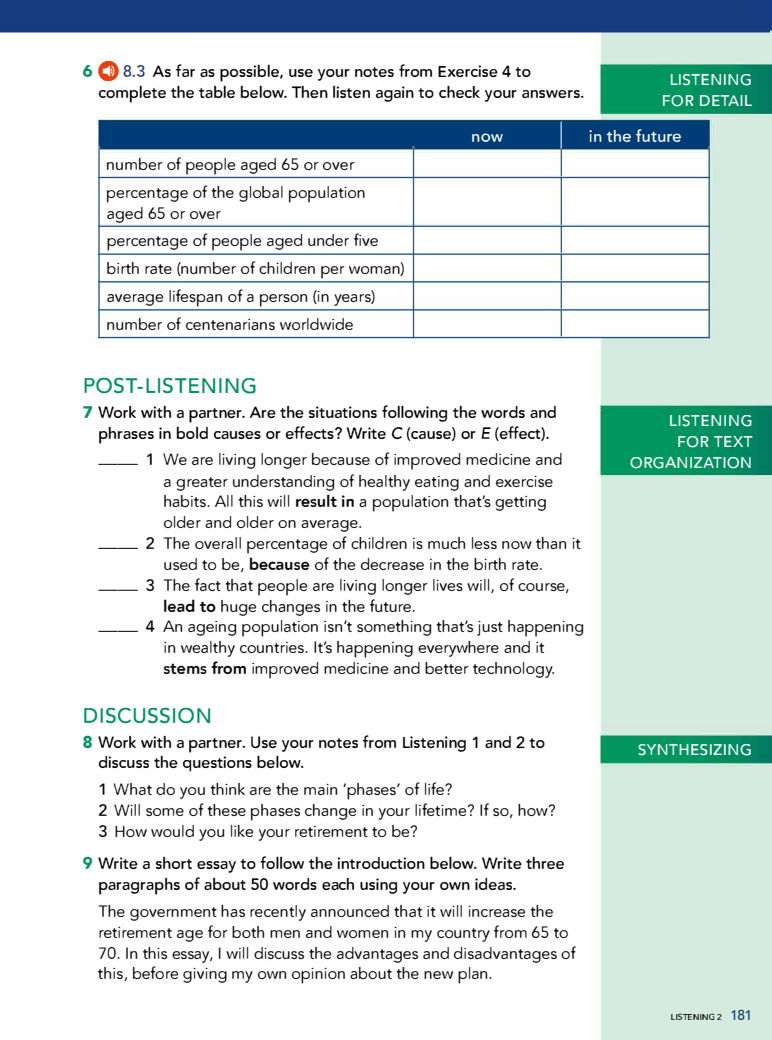 6 8.3 As far as possible, use your notes from Exercise 4 to
complete the table below. Then listen again to check your answers.
LISTENING
FOR DETAIL
now in the future
number of people aged 65 or over
percentage of the global population
aged 65 or over
percentage of people aged under five
birth rate (number of children per woman)
average lifespan of a person (in years)
number of centenarians worldwide
POST-LISTENING
7 Work with a partner. Are the situations following the words and
phrases in bold causes or effects? Write C (cause) or E (effect).
LISTENING
FOR TEXT
ORGANIZATION
_____ 1 We are living longer because of improved medicine and
a greater understanding of healthy eating and exercise
habits. All this will result in a population that's getting
older and older on average.
_____ 2 The overall percentage of children is much less now than it
used to be, because of the decrease in the birth rate.
_____ 3 The fact that people are living longer lives will, of course,
lead to huge changes in the future.
_____ 4 An ageing population isn't something that's just happening
in wealthy countries. It's happening everywhere and it
stems from improved medicine and better technology.
DISCUSSION
8 Work with a partner. Use your notes from Listening 1 and 2 to
discuss the questions below.
SYNTHESIZING
1 What do you think are the main 'phases' of life?
2 Will some of these phases change in your lifetime? If so, how?
3 How would you like your retirement to be?
9 Write a short essay to follow the introduction below. Write three
paragraphs of about 50 words each using your own ideas.
The government has recently announced that it will increase the
retirement age for both men and women in my country from 65 to
70. In this essay, I will discuss the advantages and disadvantages of
this, before giving my own opinion about the new plan.
LISTENING 2 181